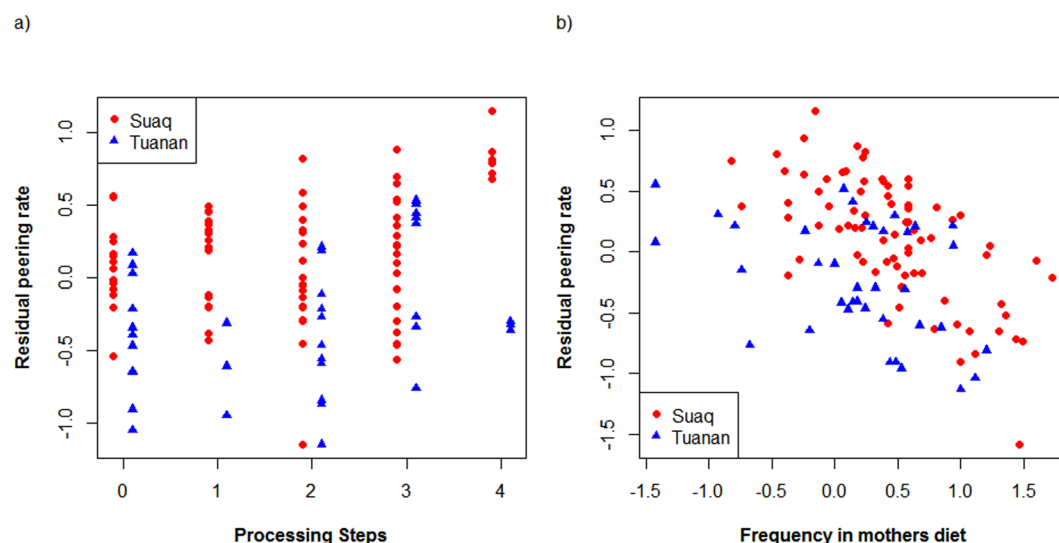 a)
Residual peering rate
1.0
0.5
0.0
-0.5
-1.0
Suaq
Tuanan
0 1 2 3 4
Processing Steps
b)
Residual peering rate
1.0
0.5
0.0
-0.5
-1.0
-1.5
Suaq
Tuanan
-1.5 -1.0 -0.5 0.0 0.5 1.0 1.5
Frequency in mothers diet